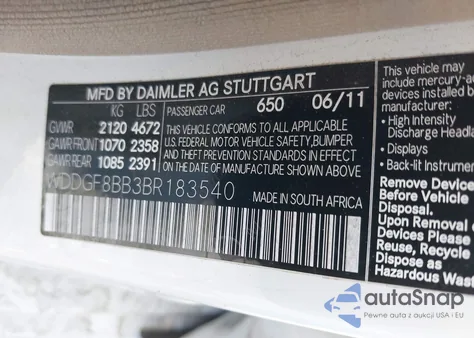 MFD BY DAIMLER AG STUTTGART
KG LBS
GVWR 2120 4672
GAWR FRONT 1070 2358
GAWR REAR 1085 2391
PASSENGER CAR 650 06/11
THIS VEHICLE CONFORMS TO ALL APPLICABLE
U.S. FEDERAL MOTOR VEHICLE SAFETY, BUMPER
AND THEFT PREVENTION STANDARDS IN EFFECT
ON THE DATE OF MANUFACTURE SHOWN ABOVE
WDDGF8BB3BR183540
MADE IN SOUTH AFRICA
This vehicle may
include mercury-a
devices installed b
manufacturer:
• High Intensity
Discharge Headla
• Displays
• Back-lit Instrumen
Remove Devices
Before Vehicle
Disposal.
Upon Removal o
Devices Please
Reuse, Recycle
Dispose as
Hazardous Waste
autoSnap
Pewne auta z aukcji USA i EU